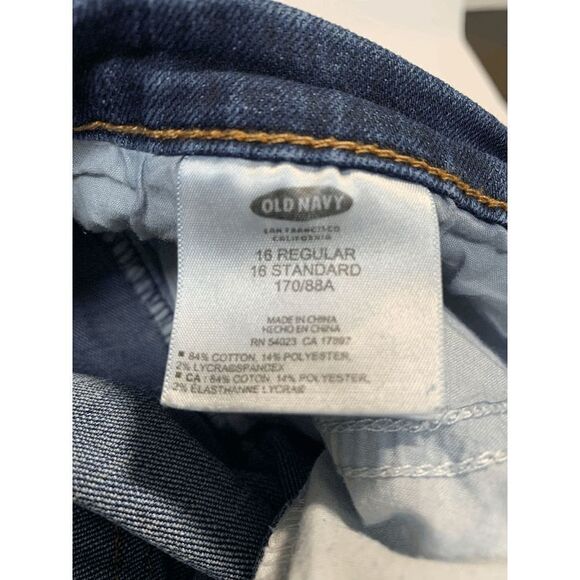 OLD NAVY
SAN FRANCISCO
CALIFORNIA
16 REGULAR
16 STANDARD
170/88A
MADE IN CHINA
HECHO EN CHINA
RN 54023 CA 17897
* 84% COTTON, 14% POLYESTER,
2% LYCRA®SPANDEX
* CA : 84% COTON, 14% POLYESTER,
2% ÉLASTHANNE LYCRA®